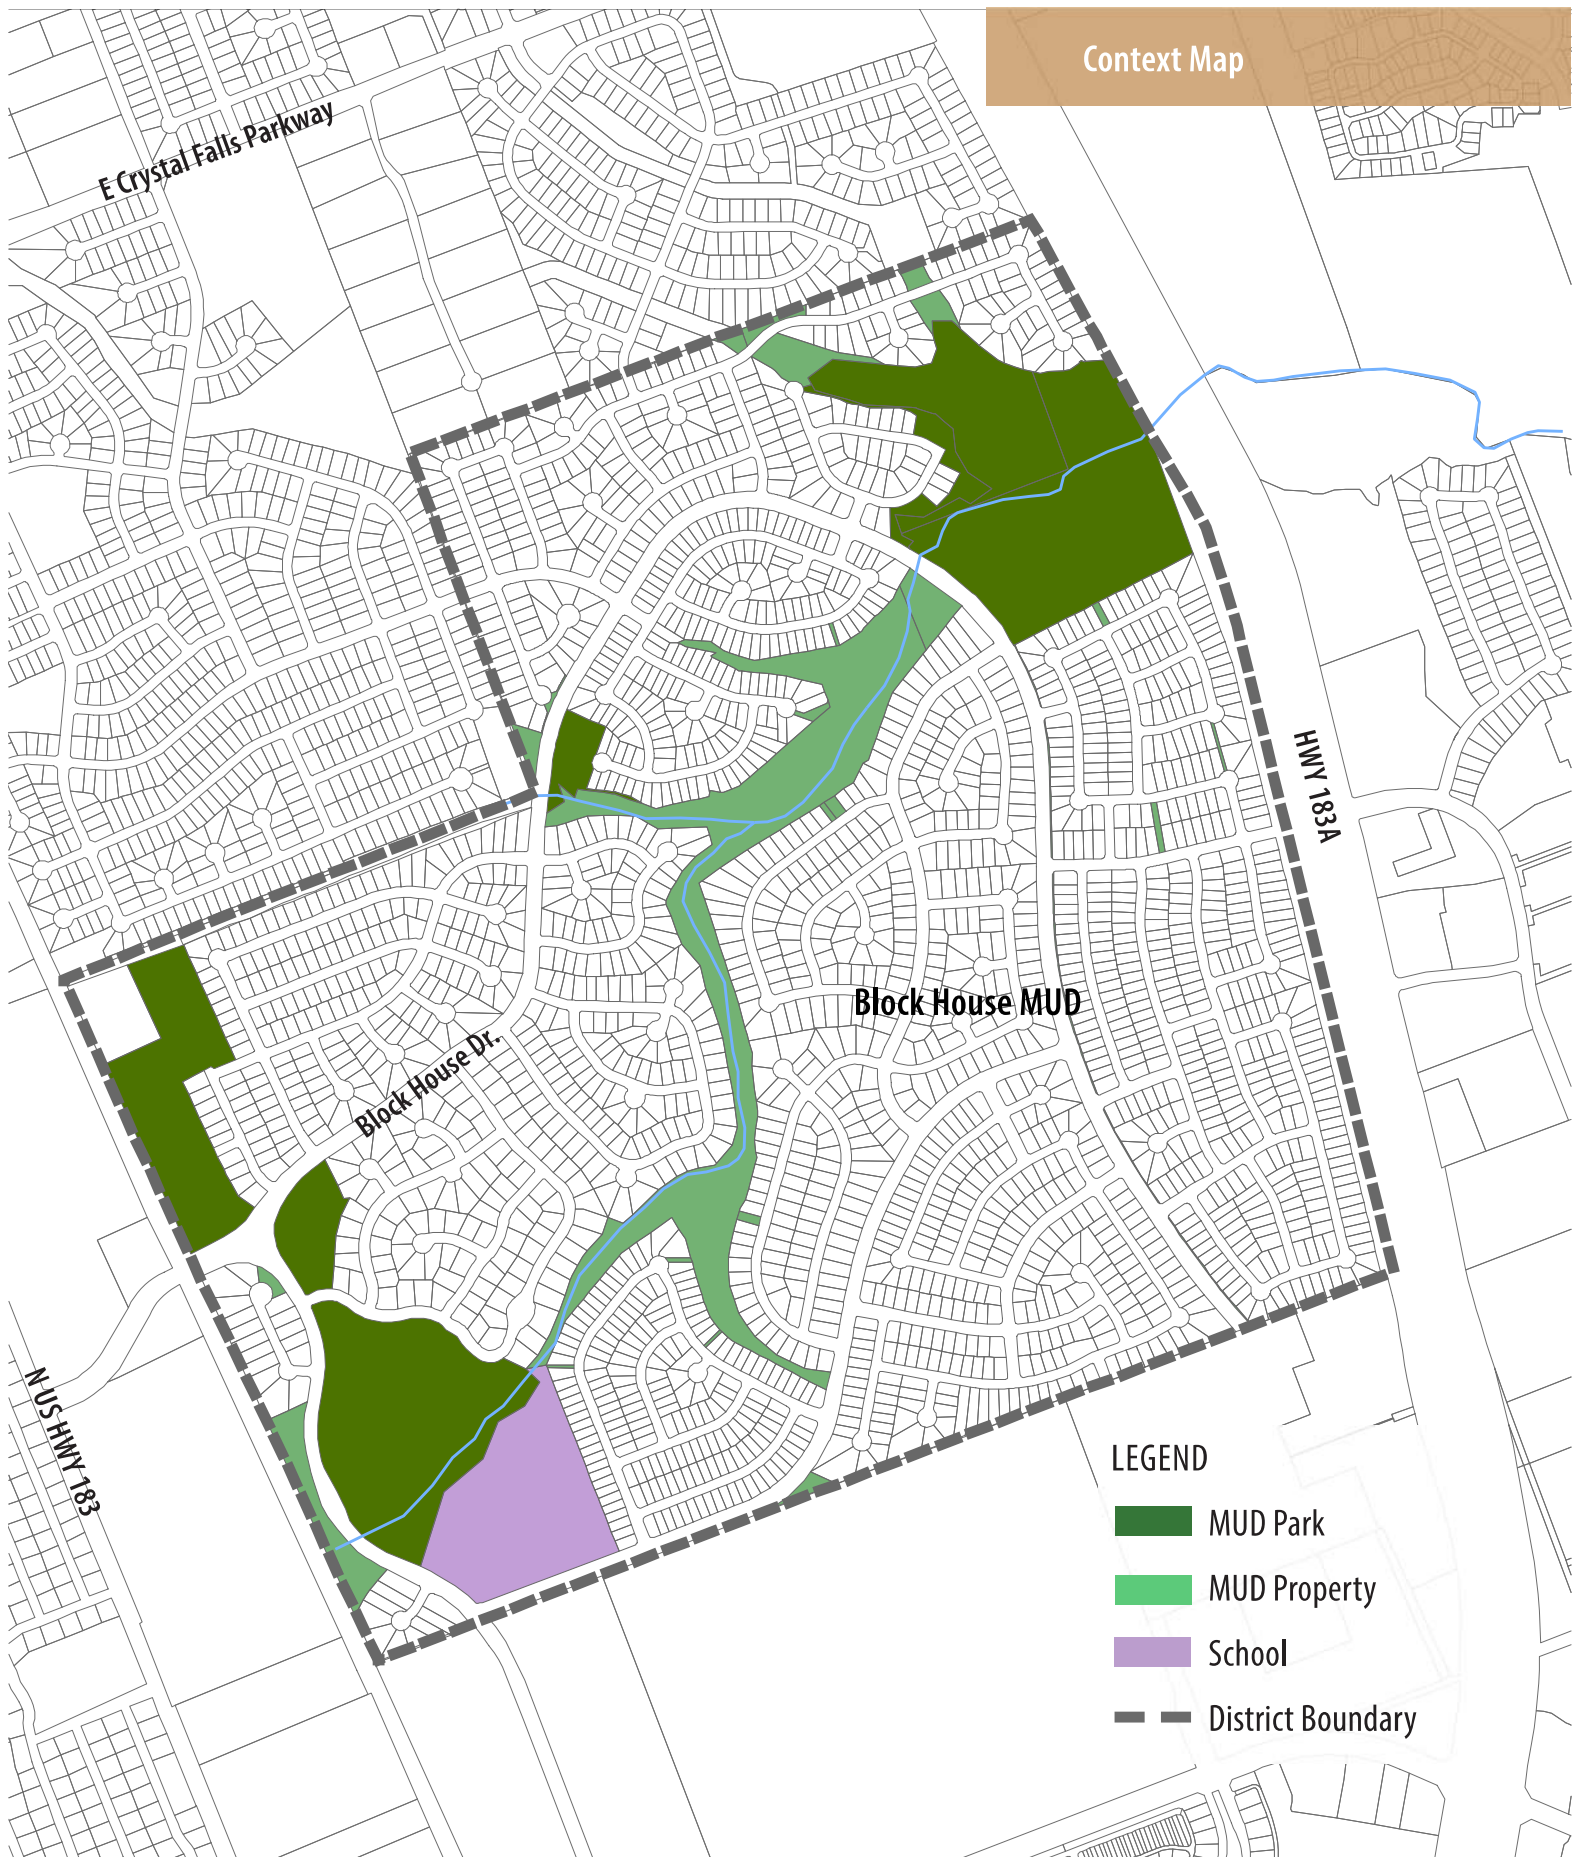 Context Map
E Crystal Falls Parkway
HWY 183A
Block House MUD
Block House Dr.
N US HWY 183
LEGEND
MUD Park
MUD Property
School
District Boundary